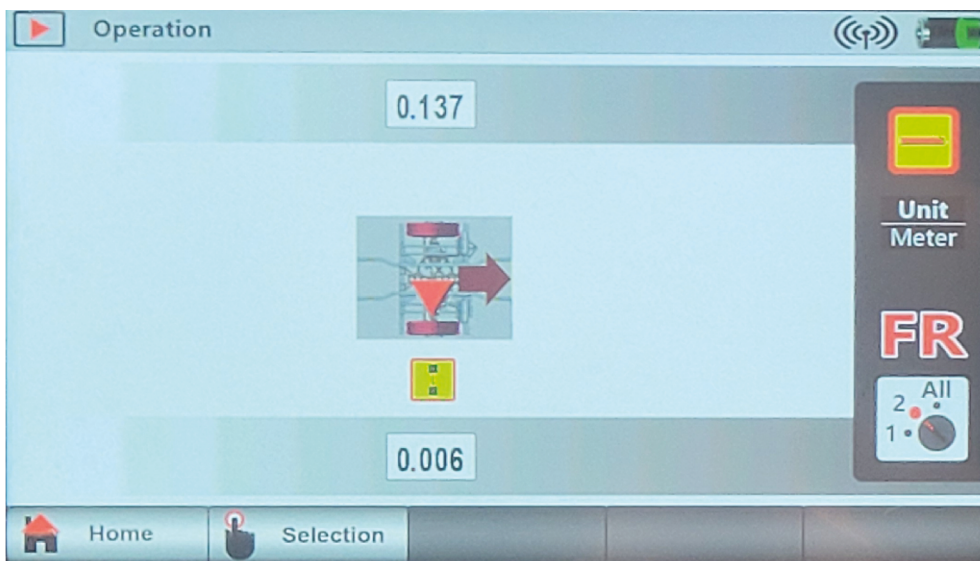 Operation
0.137
Unit
Meter
FR
All
2
1
0.006
Home
Selection